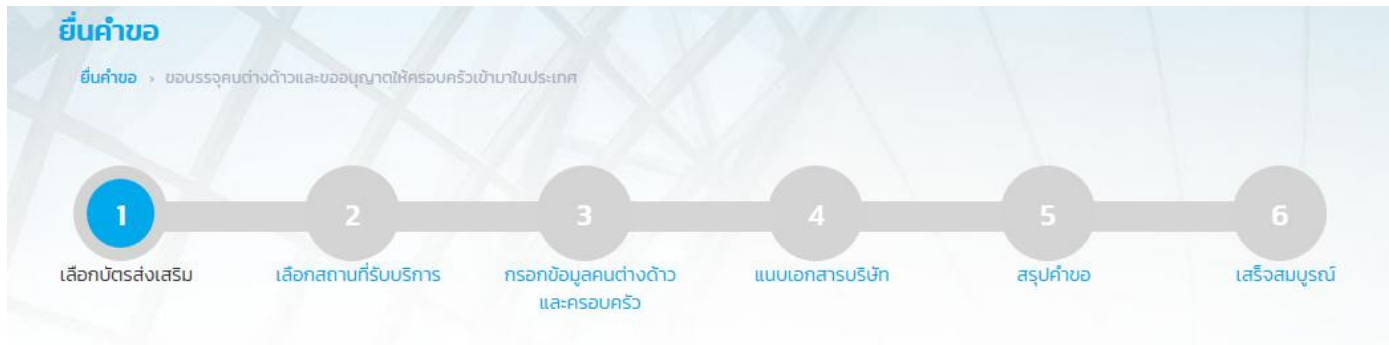 ยื่นคำขอ
ยื่นคำขอ › ขอบรรจุคนต่างด้าวและขออนุญาตให้ครอบครัวเข้ามาในประเทศ
1 2 3 4 5 6
เลือกบัตรส่งเสริม เลือกสถานที่รับบริการ กรอกข้อมูลคนต่างด้าว แนบเอกสารบริษัท สรุปคำขอ เสร็จสมบูรณ์
และครอบครัว